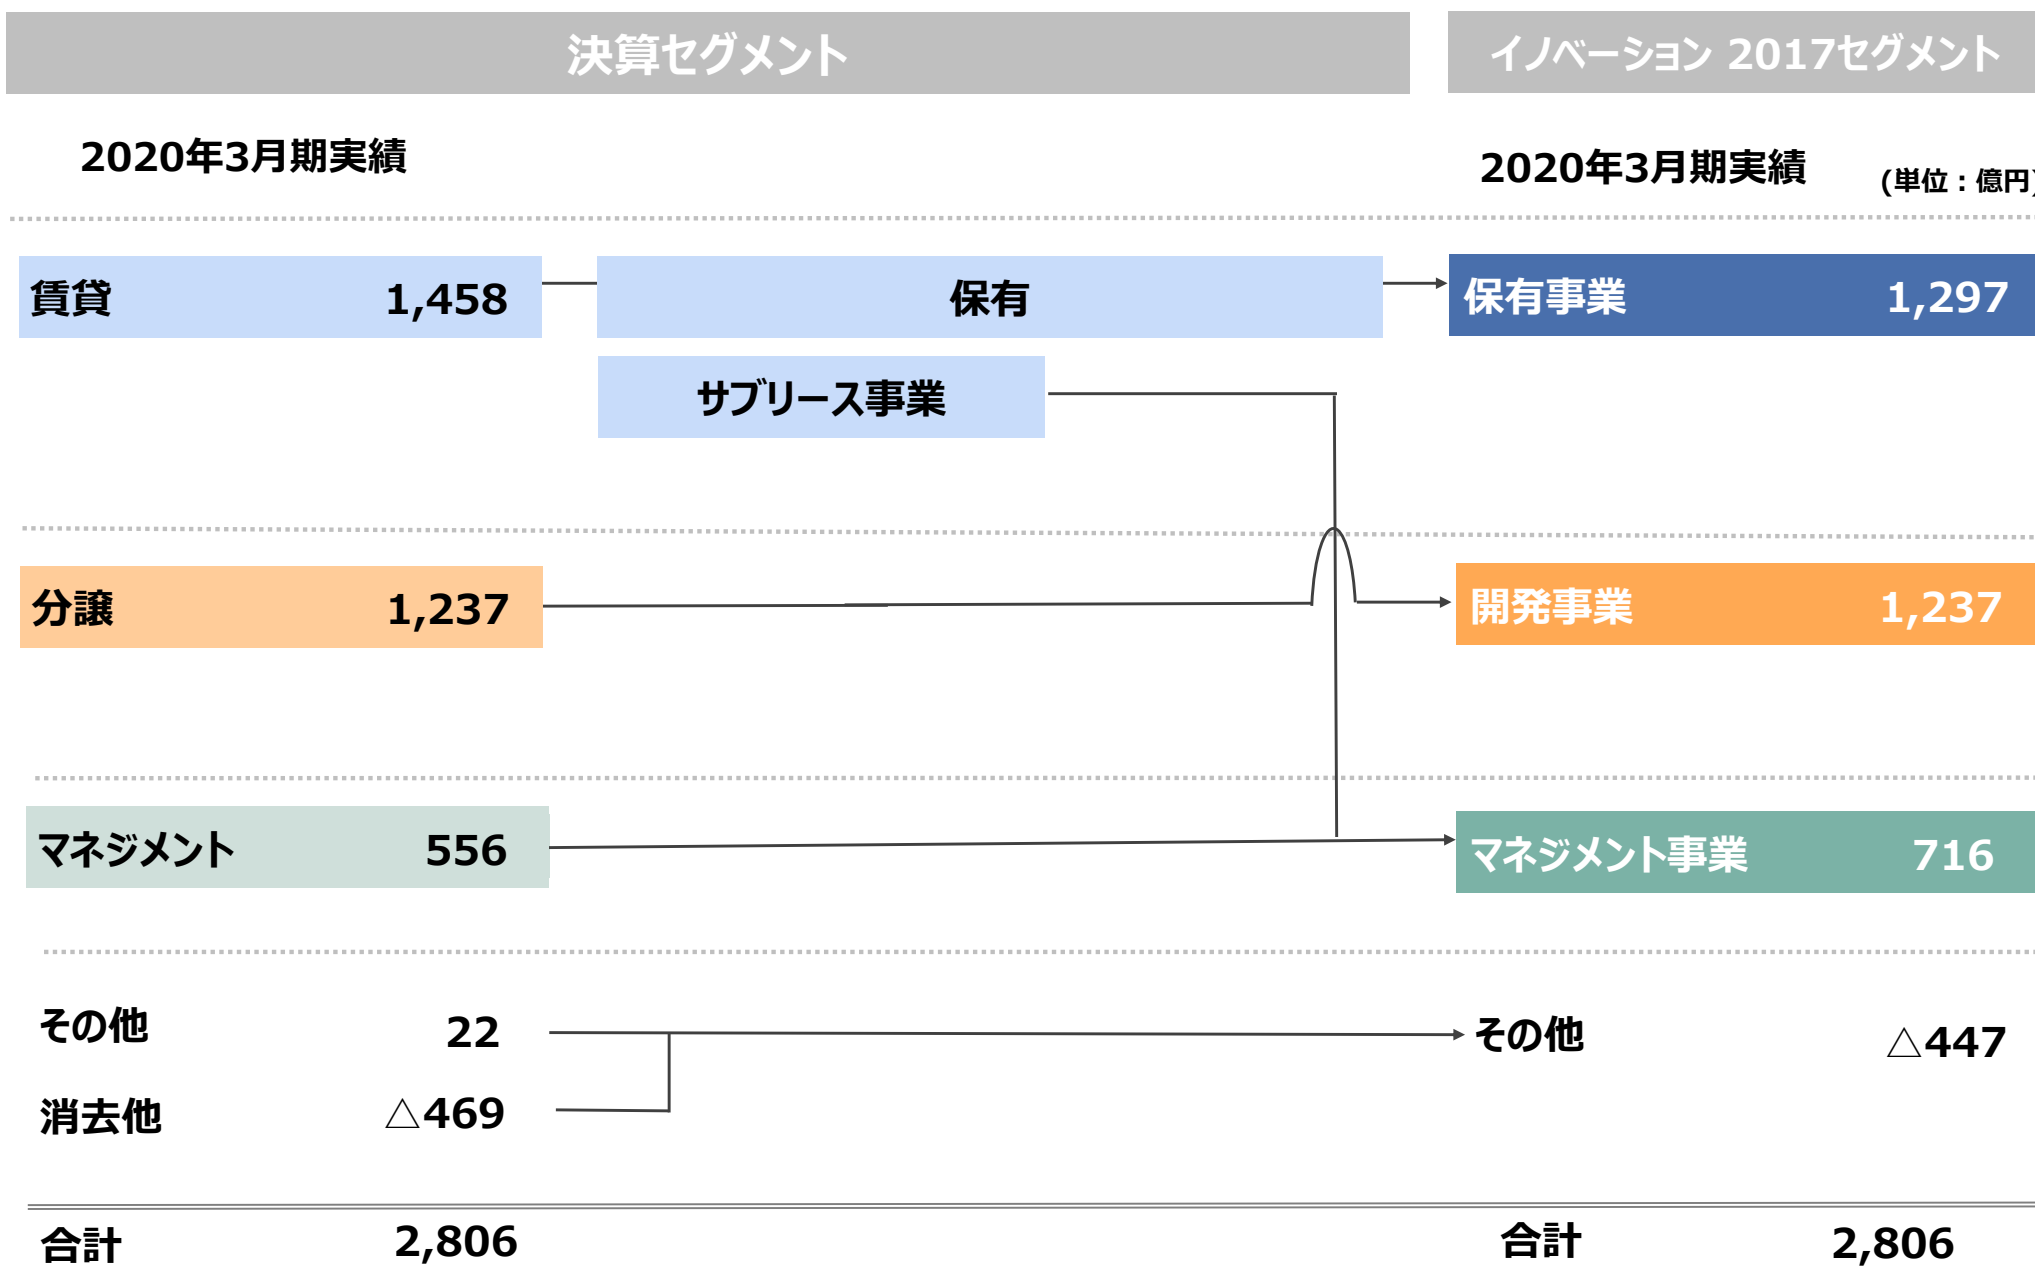 決算セグメント
イノベーション 2017セグメント
2020年3月期実績
2020年3月期実績 (単位：億円)
賃貸 1,458 保有 保有事業 1,297
サブリース事業
分譲 1,237 開発事業 1,237
マネジメント 556 マネジメント事業 716
その他 22 その他 △447
消去他 △469
合計 2,806 合計 2,806